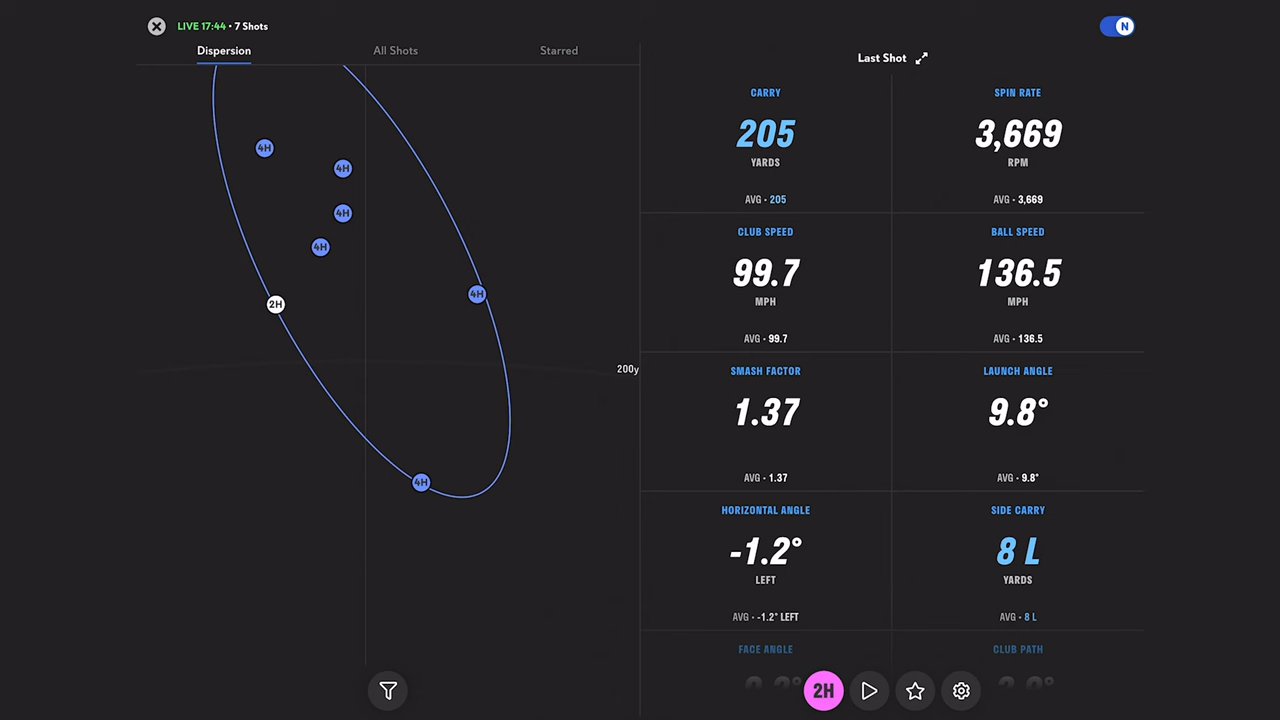 LIVE 17:44 • 7 Shots
N
Dispersion
All Shots
Starred
4H
4H
4H
4H
2H
4H
200y
4H
Last Shot
CARRY
205
YARDS
AVG • 205
SPIN RATE
3,669
RPM
AVG • 3,669
CLUB SPEED
99.7
MPH
AVG • 99.7
BALL SPEED
136.5
MPH
AVG • 136.5
SMASH FACTOR
1.37
AVG • 1.37
LAUNCH ANGLE
9.8°
AVG • 9.8°
HORIZONTAL ANGLE
-1.2°
LEFT
AVG • -1.2° LEFT
SIDE CARRY
8 L
YARDS
AVG • 8 L
FACE ANGLE
CLUB PATH
2H